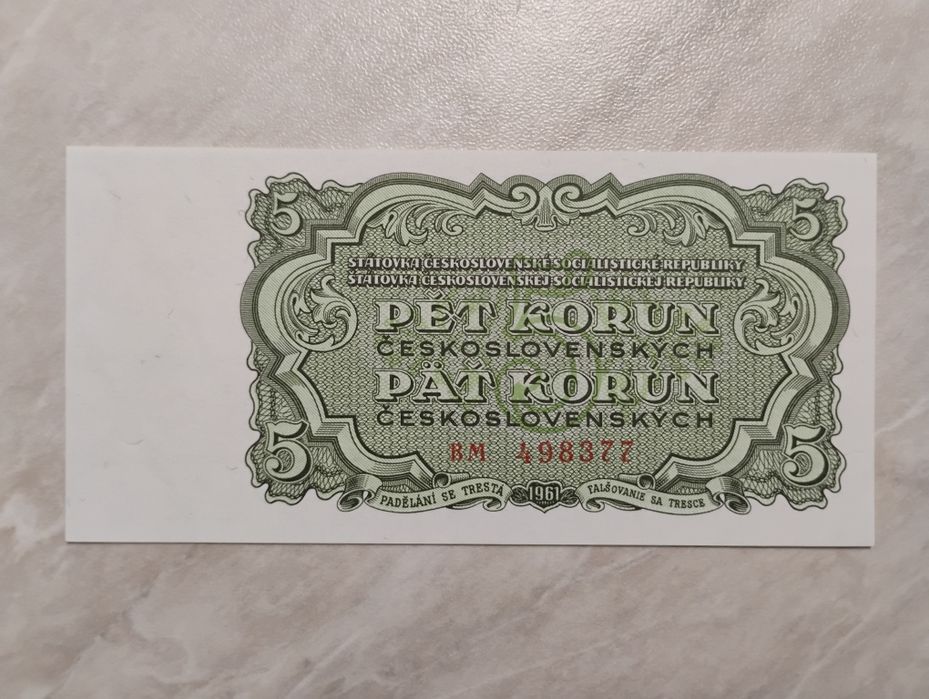 5 5
STÁTOVKA ČESKOSLOVENSKÉ SOCIALISTICKÉ REPUBLIKY
ŠTÁTOVKA ČESKOSLOVENSKEJ SOCIALISTICKEJ REPUBLIKY
PĚT KORUN
ČESKOSLOVENSKÝCH
PÄŤ KORÚN
ČESKOSLOVENSKÝCH
5 BM 498377 5
PADĚLÁNÍ SE TRESTÁ 1961 FALŠOVANIE SA TRESCE